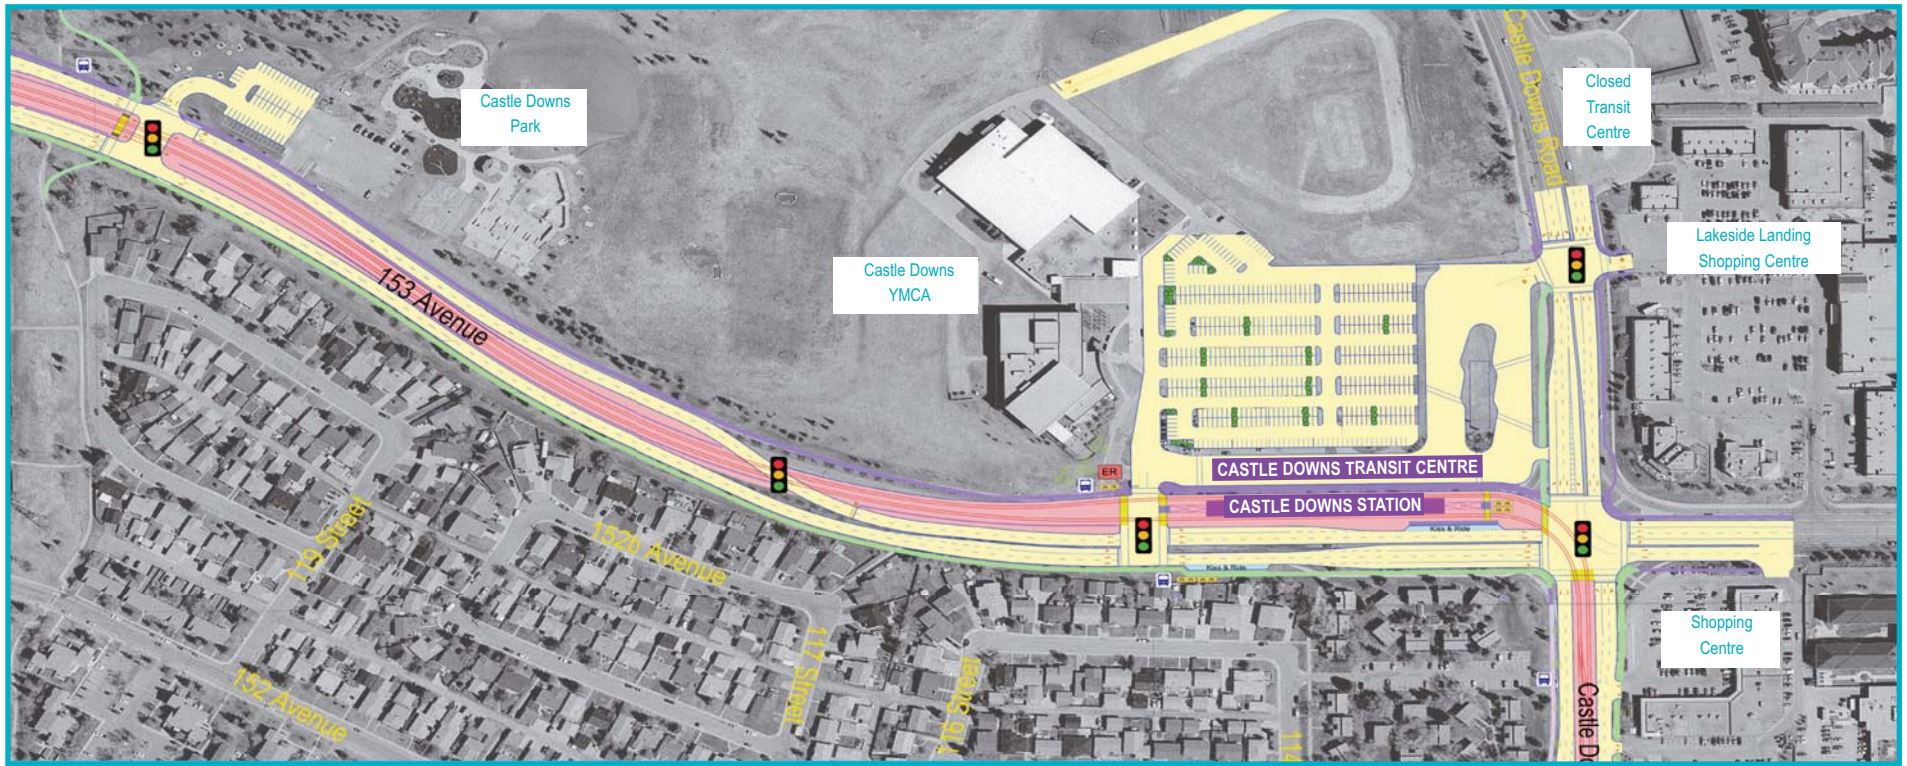 Castle Downs Road
Closed
Transit
Centre
Castle Downs
Park
Lakeside Landing
Shopping Centre
Castle Downs
YMCA
153 Avenue
ER
CASTLE DOWNS TRANSIT CENTRE
CASTLE DOWNS STATION
Kiss & Ride
Kiss & Ride
119 Street
152b Avenue
152 Avenue
117 Street
116 Street
114
Shopping
Centre
Castle Do